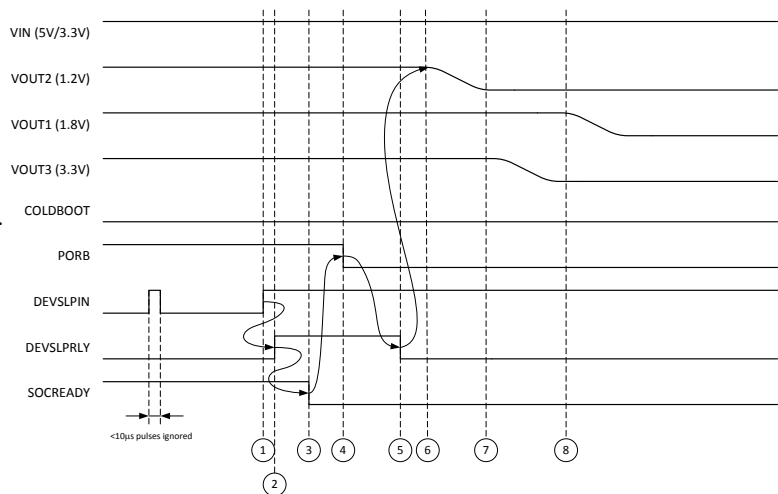 VIN (5V/3.3V)
VOUT2 (1.2V)
VOUT1 (1.8V)
VOUT3 (3.3V)
COLDBOOT
PORB
DEVSLPIN
DEVSLPRLY
SOCREADY
<10µs pulses ignored
1 3 4 5 6 7 8
2